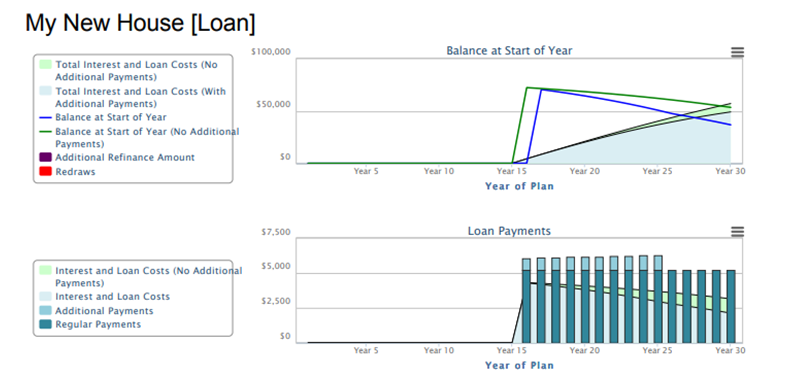 My New House [Loan]
Balance at Start of Year
Total Interest and Loan Costs (No
Additional Payments)
Total Interest and Loan Costs (With
Additional Payments)
Balance at Start of Year
Balance at Start of Year (No Additional
Payments)
Additional Refinance Amount
Redraws
$100,000
$50,000
$0
Year 5 Year 10 Year 15 Year 20 Year 25 Year 30
Year of Plan
Loan Payments
Interest and Loan Costs (No Additional
Payments)
Interest and Loan Costs
Additional Payments
Regular Payments
$7,500
$5,000
$2,500
$0
Year 5 Year 10 Year 15 Year 20 Year 25 Year 30
Year of Plan